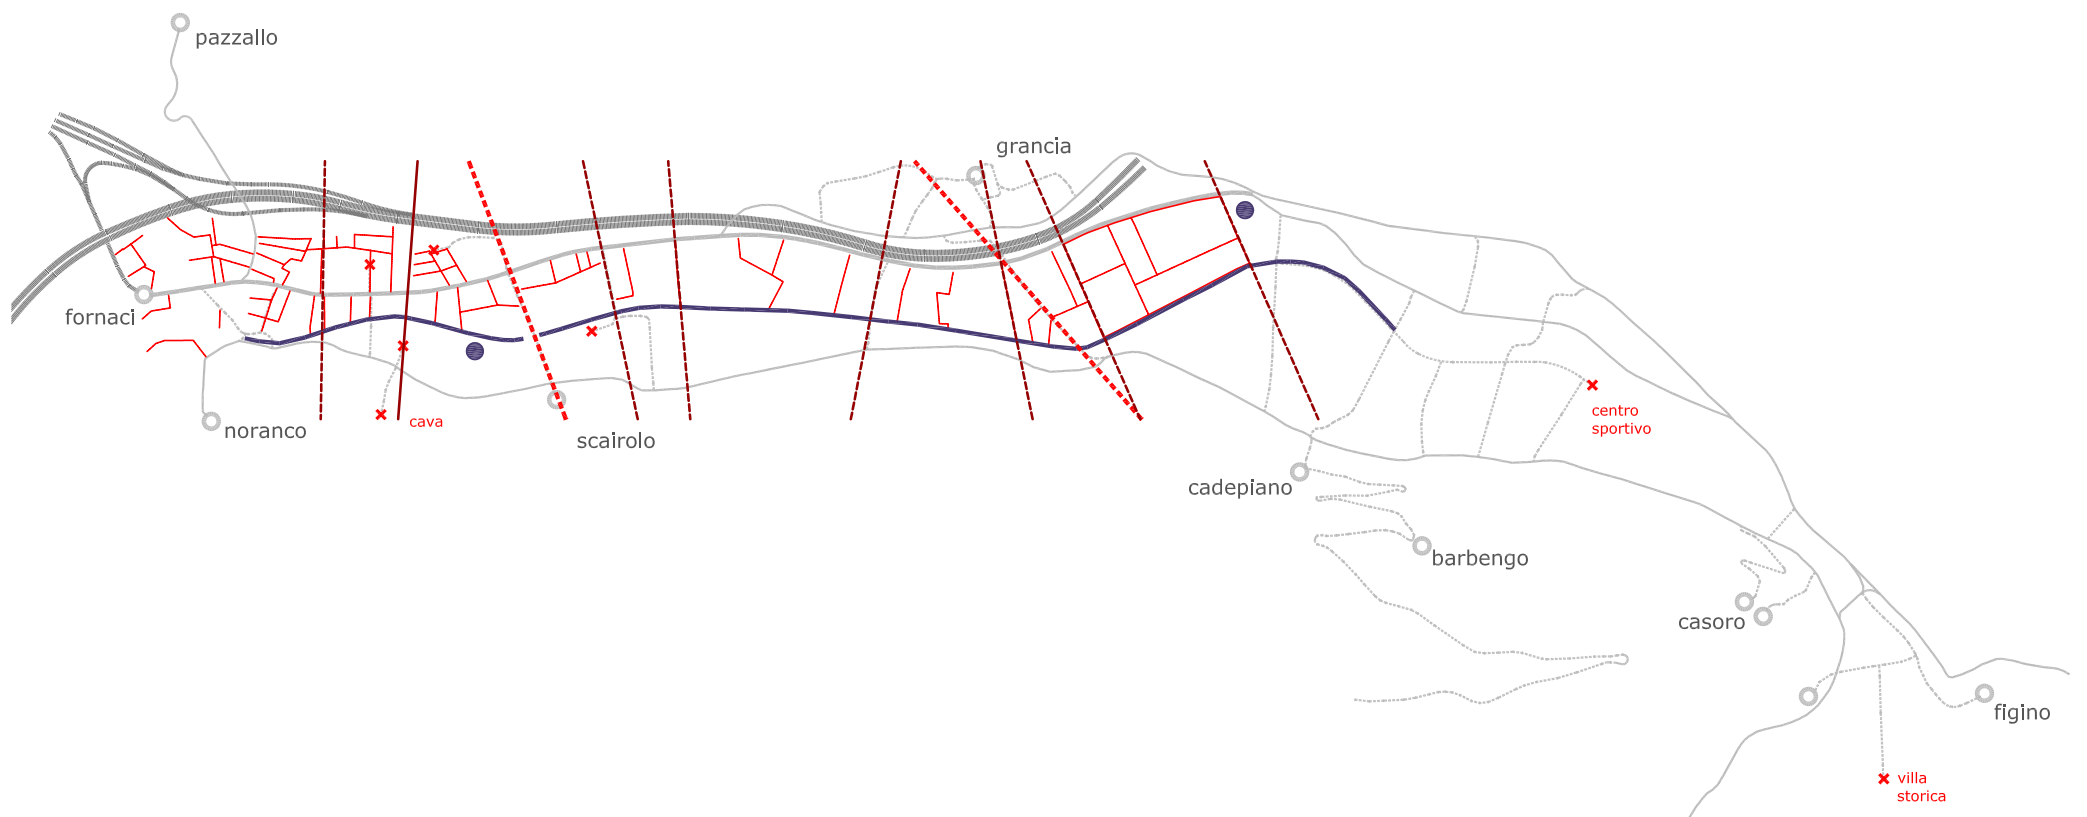 pazzallo
grancia
fornaci
noranco
cava
scairolo
centro
sportivo
cadepiano
barbengo
casoro
figino
villa
storica